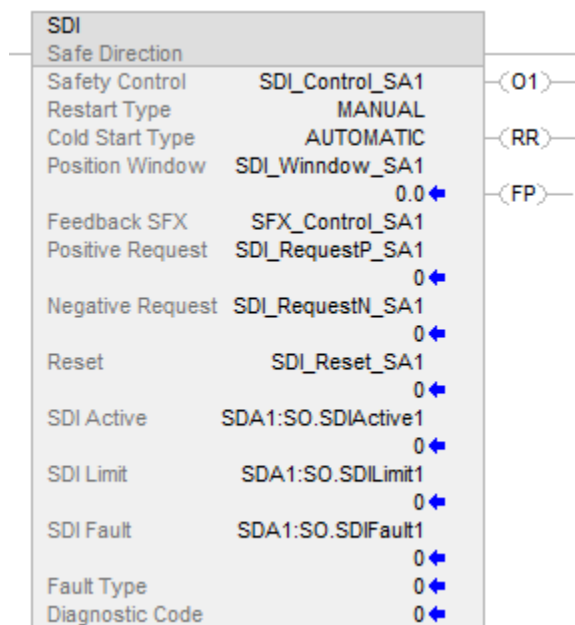 SDI
Safe Direction
Safety Control SDI_Control_SA1 O1
Restart Type MANUAL
Cold Start Type AUTOMATIC RR
Position Window SDI_Winndow_SA1
0.0 FP
Feedback SFX SFX_Control_SA1
Positive Request SDI_RequestP_SA1
0
Negative Request SDI_RequestN_SA1
0
Reset SDI_Reset_SA1
0
SDI Active SDA1:SO.SDIActive1
0
SDI Limit SDA1:SO.SDILimit1
0
SDI Fault SDA1:SO.SDIFault1
0
Fault Type 0
Diagnostic Code 0